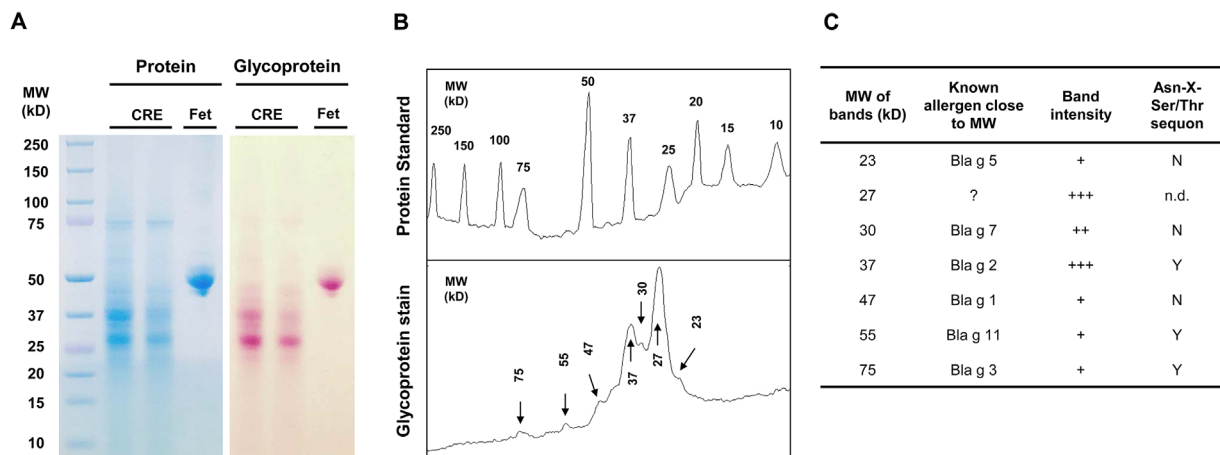 A
Protein
Glycoprotein
MW
(kD)
CRE
Fet
CRE
Fet
250
150
100
75
50
37
25
20
15
10
B
Protein Standard
MW
(kD)
250
150
100
75
50
37
25
20
15
10
Glycoprotein stain
MW
(kD)
75
55
47
37
30
27
23
C
MW of bands (kD) Known allergen close to MW Band intensity Asn-X-Ser/Thr sequon
23 Bla g 5 + N
27 ? +++ n.d.
30 Bla g 7 ++ N
37 Bla g 2 +++ Y
47 Bla g 1 + N
55 Bla g 11 + Y
75 Bla g 3 + Y